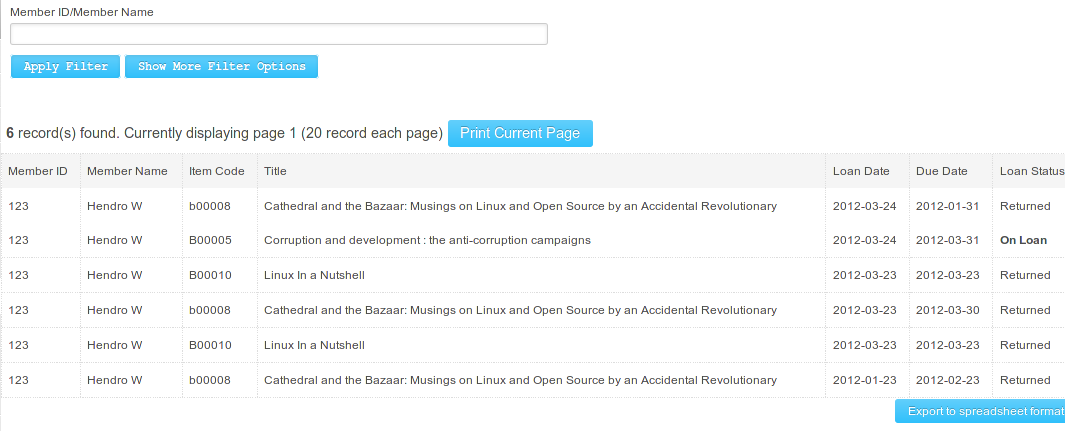 Member ID/Member Name
Apply Filter Show More Filter Options
6 record(s) found. Currently displaying page 1 (20 record each page) Print Current Page
Member ID Member Name Item Code Title Loan Date Due Date Loan Status
123 Hendro W b00008 Cathedral and the Bazaar: Musings on Linux and Open Source by an Accidental Revolutionary 2012-03-24 2012-01-31 Returned
123 Hendro W B00005 Corruption and development : the anti-corruption campaigns 2012-03-24 2012-03-31 On Loan
123 Hendro W B00010 Linux In a Nutshell 2012-03-23 2012-03-23 Returned
123 Hendro W b00008 Cathedral and the Bazaar: Musings on Linux and Open Source by an Accidental Revolutionary 2012-03-23 2012-03-30 Returned
123 Hendro W B00010 Linux In a Nutshell 2012-03-23 2012-03-23 Returned
123 Hendro W b00008 Cathedral and the Bazaar: Musings on Linux and Open Source by an Accidental Revolutionary 2012-01-23 2012-02-23 Returned
Export to spreadsheet format